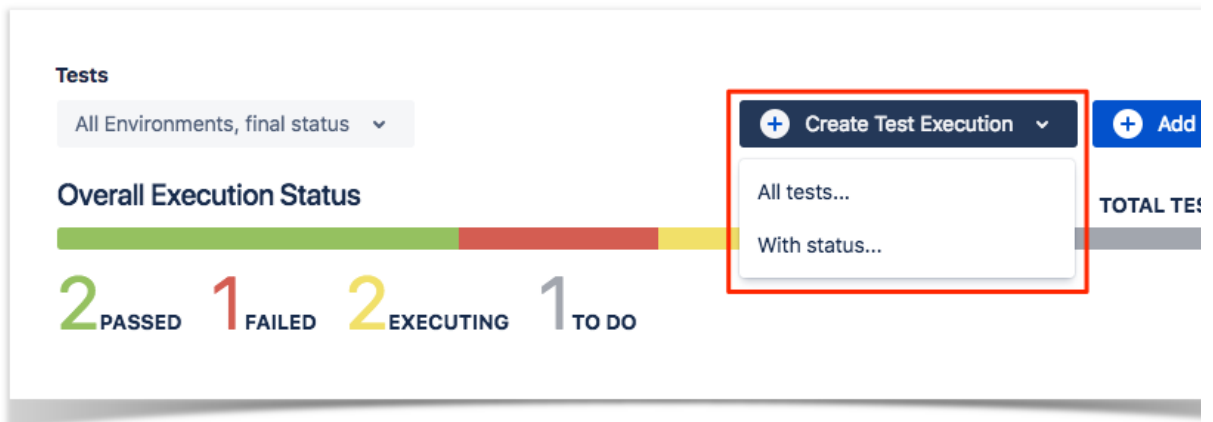 Tests
All Environments, final status
Create Test Execution
Add
All tests...
With status...
Overall Execution Status
TOTAL
2 PASSED 1 FAILED 2 EXECUTING 1 TO DO